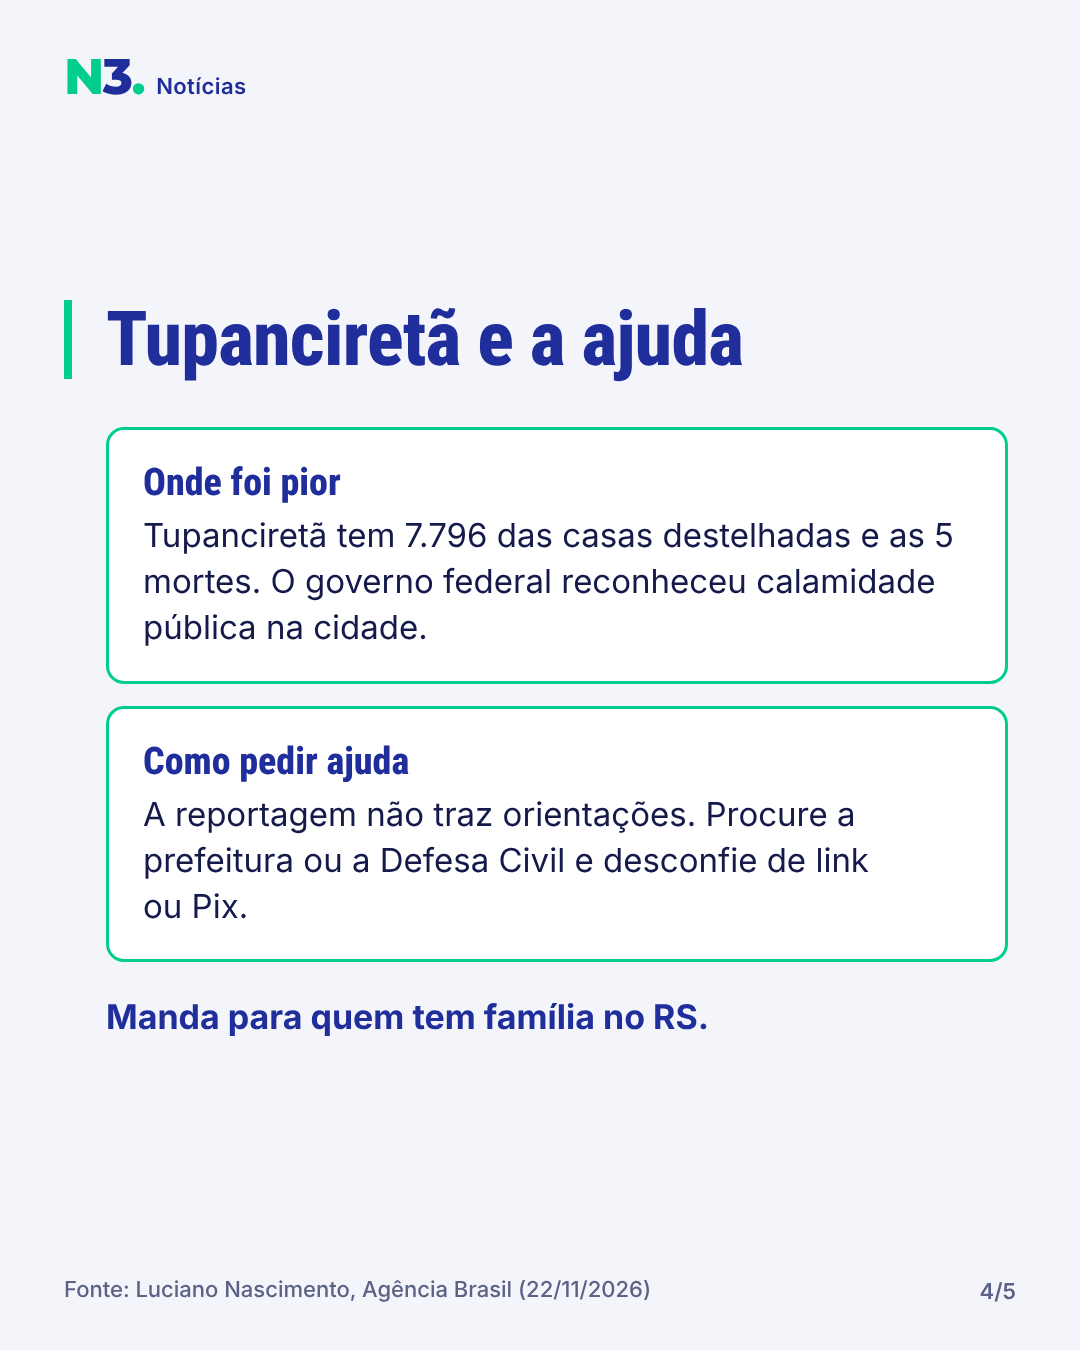 N3. Notícias
Tupanciretã e a ajuda
Onde foi pior
Tupanciretã tem 7.796 das casas destelhadas e as 5
mortes. O governo federal reconheceu calamidade
pública na cidade.
Como pedir ajuda
A reportagem não traz orientações. Procure a
prefeitura ou a Defesa Civil e desconfie de link
ou Pix.
Manda para quem tem família no RS.
Fonte: Luciano Nascimento, Agência Brasil (22/11/2026)
4/5